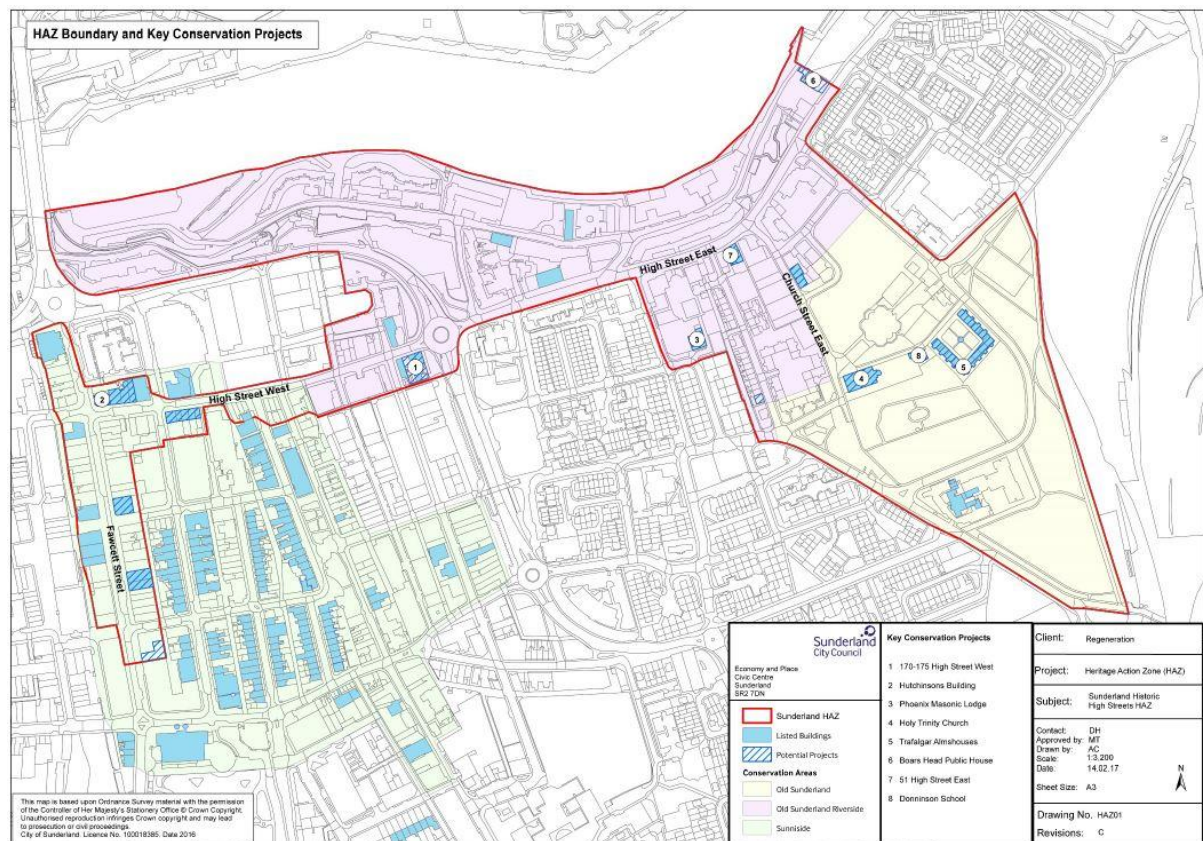 HAZ Boundary and Key Conservation Projects
6
High Street East
7
Church Street East
3
1
8
5
4
2
High Street West
Fawcett Street
Sunderland
City Council
Economy and Place
Civic Centre
Sunderland
SR2 7DN
Sunderland HAZ
Listed Buildings
Potential Projects
Conservation Areas
Old Sunderland
Old Sunderland Riverside
Sunniside
Key Conservation Projects
1 170-175 High Street West
2 Hutchinsons Building
3 Phoenix Masonic Lodge
4 Holy Trinity Church
5 Trafalgar Almshouses
6 Boars Head Public House
7 51 High Street East
8 Donninson School
Client: Regeneration
Project: Heritage Action Zone (HAZ)
Subject: Sunderland Historic
High Streets HAZ
Contact: DH
Approved by: MT
Drawn by: AC
Scale: 1:3,200
Date: 14.02.17
Sheet Size: A3
N
Drawing No. HAZ01
Revisions: C
This map is based upon Ordnance Survey material with the permission
of the Controller of Her Majesty's Stationery Office © Crown Copyright.
Unauthorised reproduction infringes Crown copyright and may lead
to prosecution or civil proceedings.
City of Sunderland. Licence No. 100018385. Date 2016